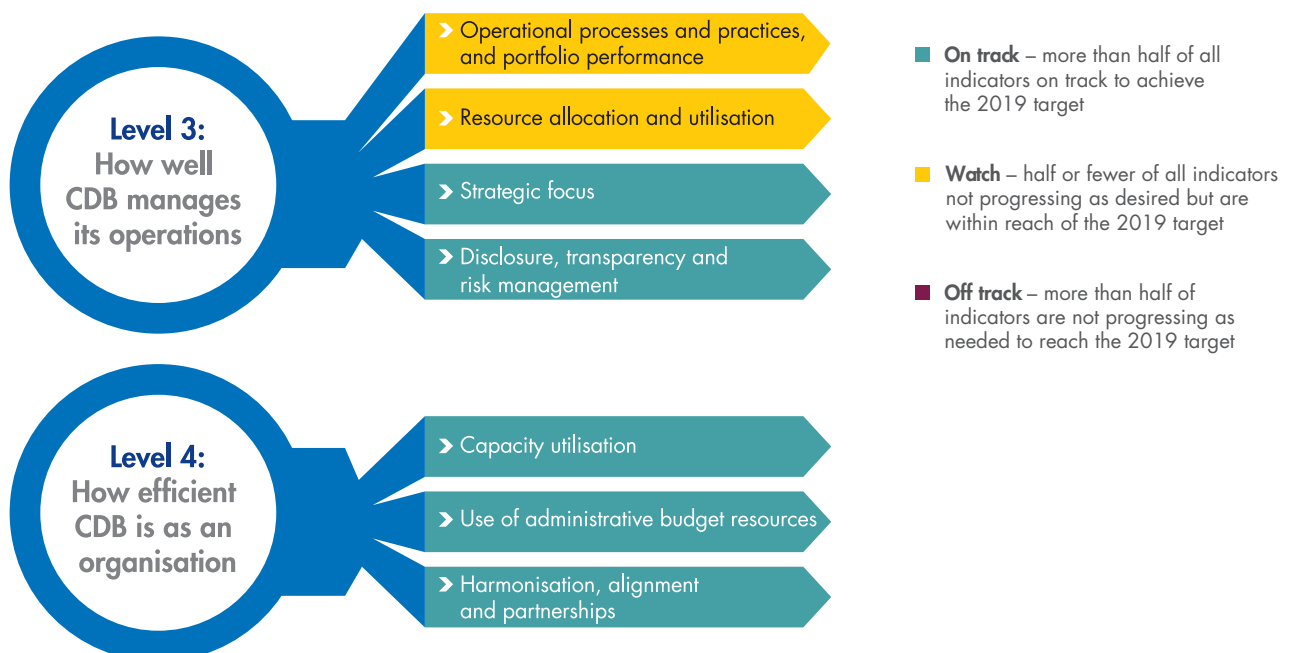 Level 3:
How well
CDB manages
its operations
Operational processes and practices,
and portfolio performance
Resource allocation and utilisation
Strategic focus
Disclosure, transparency and
risk management
On track – more than half of all
indicators on track to achieve
the 2019 target
Watch – half or fewer of all indicators
not progressing as desired but are
within reach of the 2019 target
Off track – more than half of
indicators are not progressing as
needed to reach the 2019 target
Level 4:
How efficient
CDB is as an
organisation
Capacity utilisation
Use of administrative budget resources
Harmonisation, alignment
and partnerships